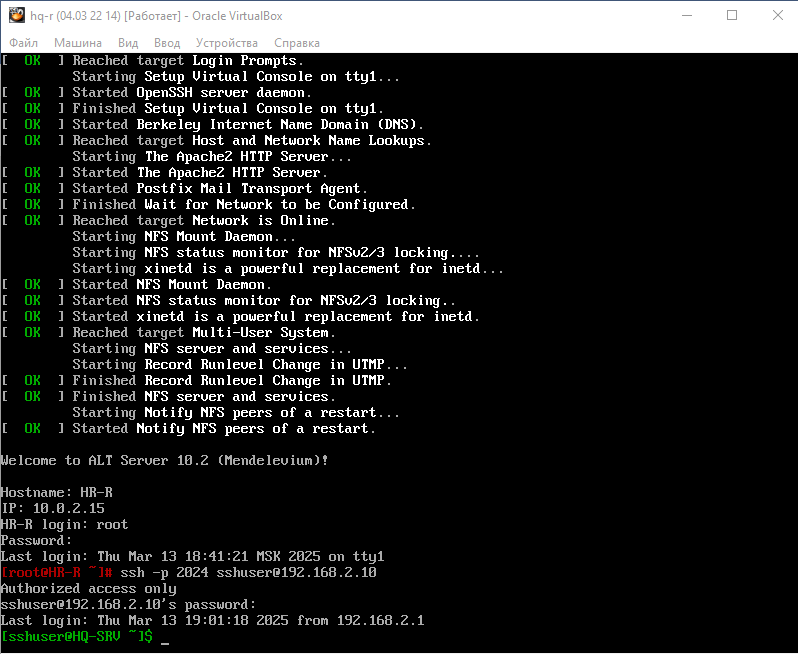 hq-r (04.03 22 14) [Работает] - Oracle VirtualBox
Файл Машина Вид Ввод Устройства Справка
[  OK  ] Reached target Login Prompts.
         Starting Setup Virtual Console on tty1...
[  OK  ] Started OpenSSH server daemon.
[  OK  ] Finished Setup Virtual Console on tty1.
[  OK  ] Started Berkeley Internet Name Domain (DNS).
[  OK  ] Reached target Host and Network Name Lookups.
         Starting The Apache2 HTTP Server...
[  OK  ] Started The Apache2 HTTP Server.
[  OK  ] Started Postfix Mail Transport Agent.
[  OK  ] Finished Wait for Network to be Configured.
[  OK  ] Reached target Network is Online.
         Starting NFS Mount Daemon...
         Starting NFS status monitor for NFSv2/3 locking....
         Starting xinetd is a powerful replacement for inetd...
[  OK  ] Started NFS Mount Daemon.
[  OK  ] Started NFS status monitor for NFSv2/3 locking..
[  OK  ] Started xinetd is a powerful replacement for inetd.
[  OK  ] Reached target Multi-User System.
         Starting NFS server and services...
         Starting Record Runlevel Change in UTMP...
[  OK  ] Finished Record Runlevel Change in UTMP.
[  OK  ] Finished NFS server and services.
         Starting Notify NFS peers of a restart...
[  OK  ] Started Notify NFS peers of a restart.
Welcome to ALT Server 10.2 (Mendelevium)!
Hostname: HR-R
IP: 10.0.2.15
HR-R login: root
Password:
Last login: Thu Mar 13 18:41:21 MSK 2025 on tty1
[root@HR-R ~]# ssh -p 2024 sshuser@192.168.2.10
Authorized access only
sshuser@192.168.2.10's password:
Last login: Thu Mar 13 19:01:18 2025 from 192.168.2.1
[sshuser@HQ-SRV ~]$ _